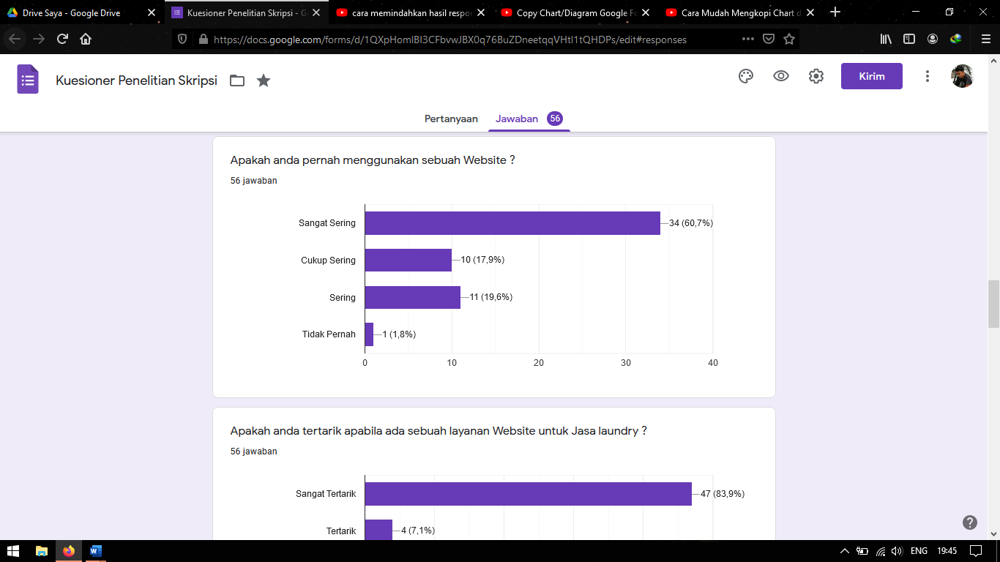 Drive Saya - Google Drive
Kuesioner Penelitian Skripsi - G
cara memindahkan hasil respo
Copy Chart/Diagram Google Fo
Cara Mudah Mengkopi Chart d
https://docs.google.com/forms/d/1QXpHomlBI3CFbvwJBX0q76BuZDneetqqVHtl1tQHDPs/edit#responses
Kuesioner Penelitian Skripsi
Kirim
Pertanyaan
Jawaban 56
Apakah anda pernah menggunakan sebuah Website ?
56 jawaban
Sangat Sering
34 (60,7%)
Cukup Sering
10 (17,9%)
Sering
11 (19,6%)
Tidak Pernah
1 (1,8%)
0 10 20 30 40
Apakah anda tertarik apabila ada sebuah layanan Website untuk Jasa laundry ?
56 jawaban
Sangat Tertarik
47 (83,9%)
Tertarik
4 (7,1%)
ENG 19:45